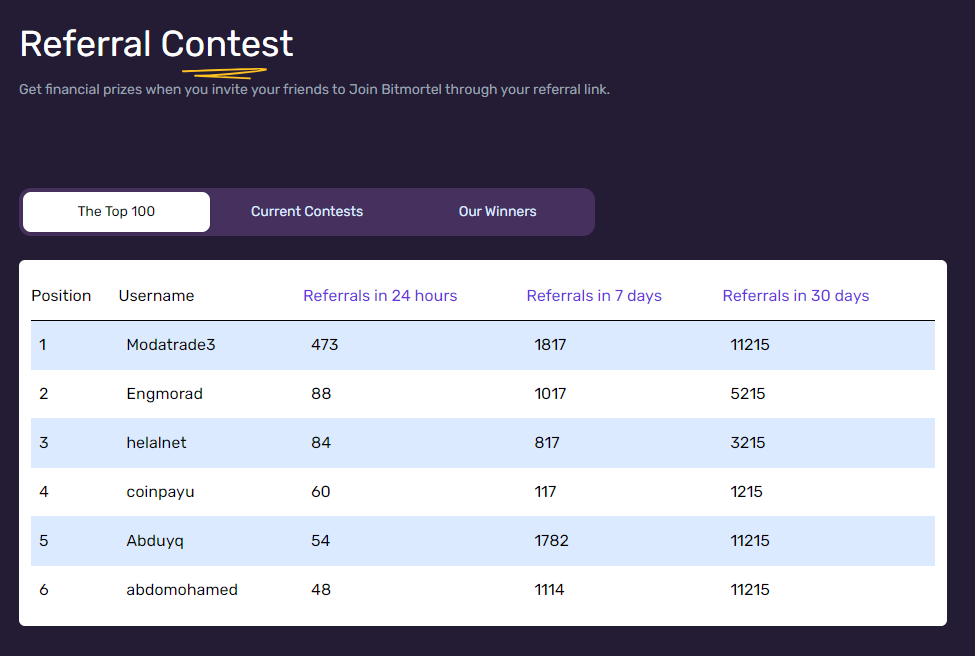 Referral Contest
Get financial prizes when you invite your friends to Join Bitmortel through your referral link.
The Top 100 Current Contests Our Winners
Position Username Referrals in 24 hours Referrals in 7 days Referrals in 30 days
1 Modatrade3 473 1817 11215
2 Engmorad 88 1017 5215
3 helalnet 84 817 3215
4 coinpayu 60 117 1215
5 Abduyq 54 1782 11215
6 abdomohamed 48 1114 11215